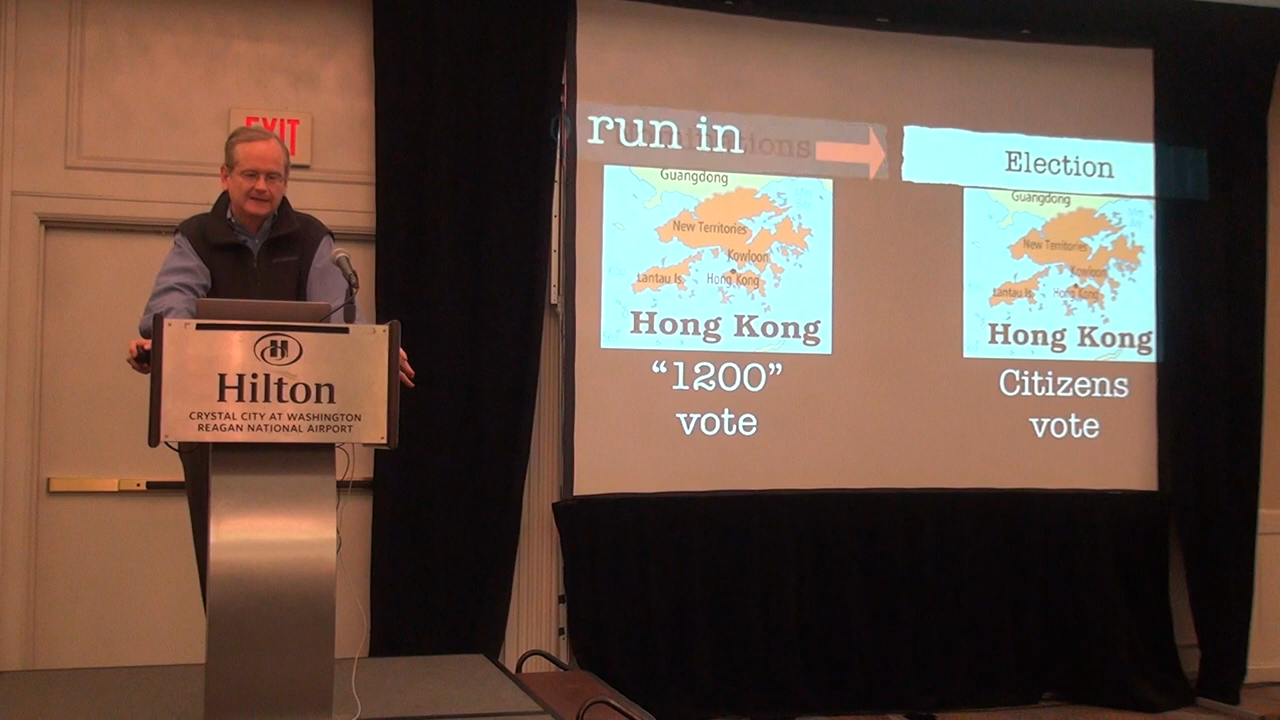 EXIT
Hilton
CRYSTAL CITY AT WASHINGTON
REAGAN NATIONAL AIRPORT
run in
Election
Guangdong
New Territories
Kowloon
Lantau Is.
Hong Kong
Hong Kong
"1200"
vote
Guangdong
New Territories
Kowloon
Lantau Is.
Hong Kong
Hong Kong
Citizens
vote